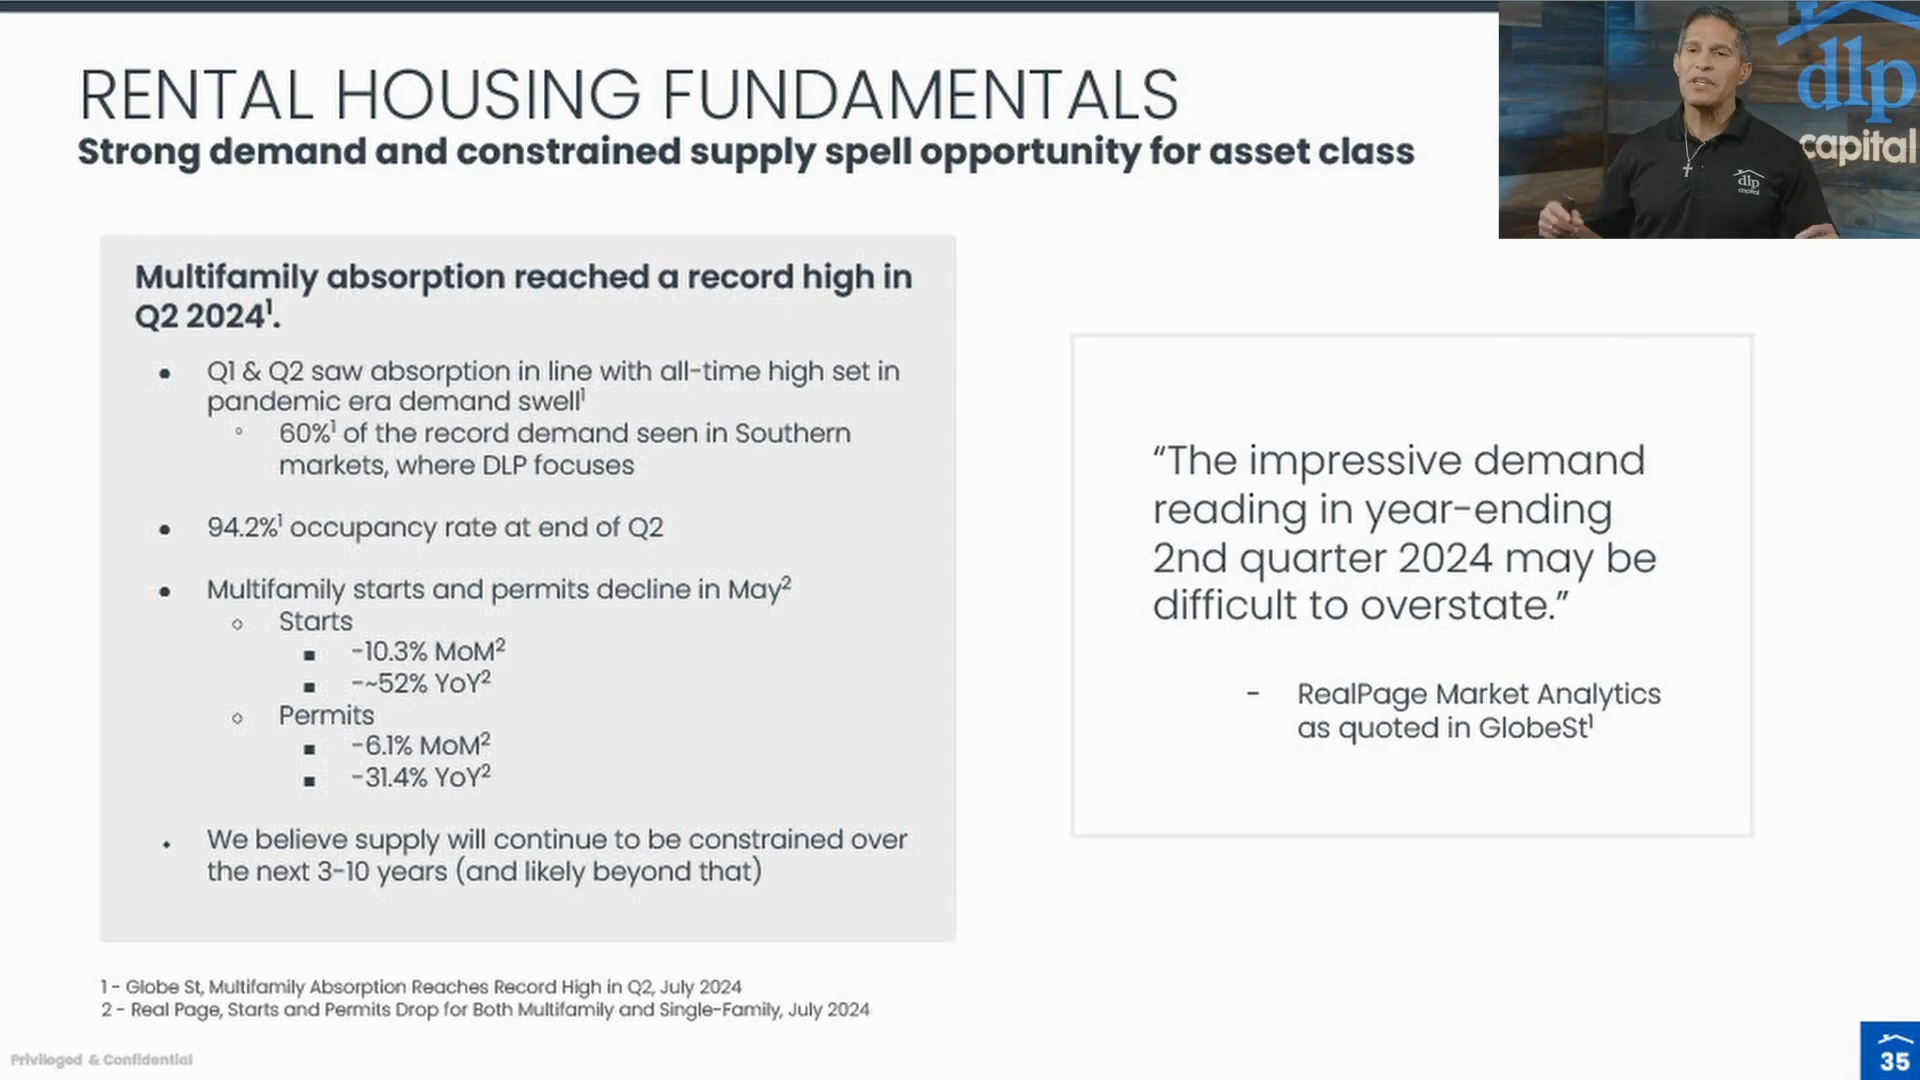 RENTAL HOUSING FUNDAMENTALS
Strong demand and constrained supply spell opportunity for asset class
dlp
capital
dlp
capital
Multifamily absorption reached a record high in
Q2 2024¹.
• Q1 & Q2 saw absorption in line with all-time high set in
pandemic era demand swell¹
◦ 60%¹ of the record demand seen in Southern
markets, where DLP focuses
• 94.2%¹ occupancy rate at end of Q2
• Multifamily starts and permits decline in May²
◦ Starts
▪ -10.3% MoM²
▪ -~52% YoY²
◦ Permits
▪ -6.1% MoM²
▪ -31.4% YoY²
• We believe supply will continue to be constrained over
the next 3-10 years (and likely beyond that)
“The impressive demand
reading in year-ending
2nd quarter 2024 may be
difficult to overstate.”
- RealPage Market Analytics
as quoted in GlobeSt¹
1 - Globe St, Multifamily Absorption Reaches Record High in Q2, July 2024
2 - Real Page, Starts and Permits Drop for Both Multifamily and Single-Family, July 2024
Privileged & Confidential
35